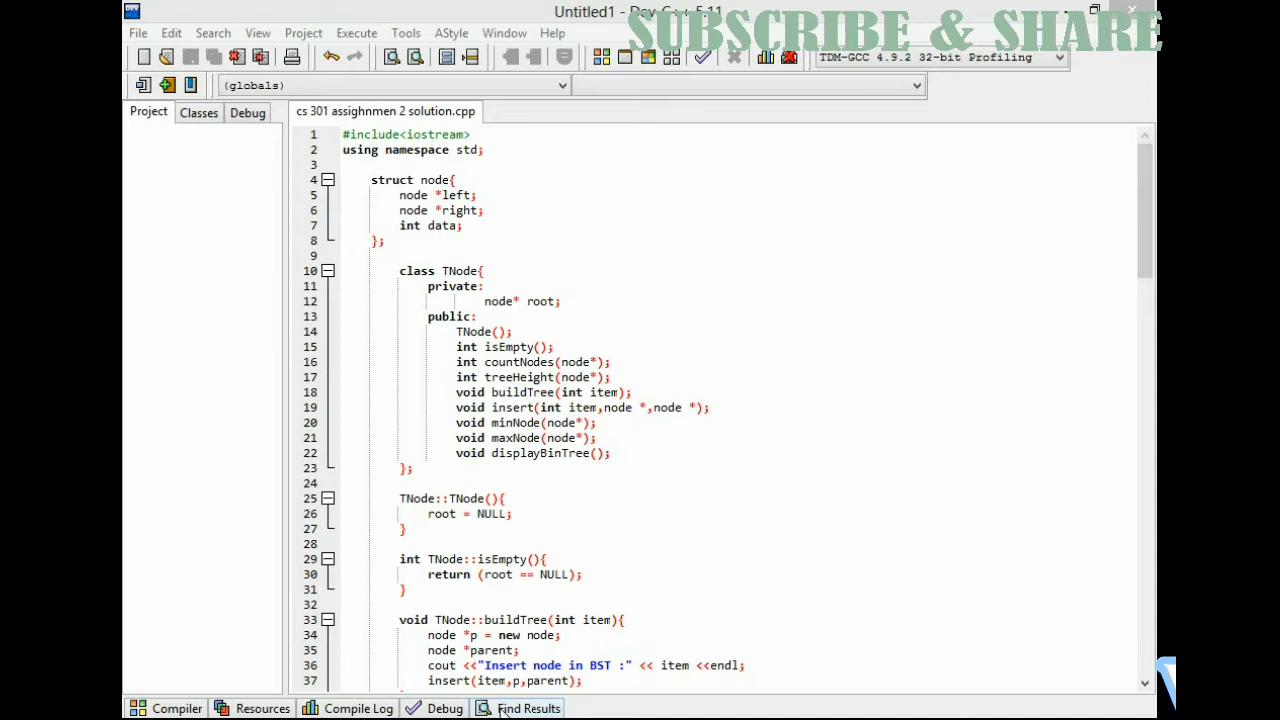 Untitled1 - Dev-C++ 5.11
SUBSCRIBE & SHARE
File Edit Search View Project Execute Tools AStyle Window Help
TDM-GCC 4.9.2 32-bit Profiling
(globals)
Project Classes Debug
cs 301 assighnmen 2 solution.cpp
1 #include<iostream>
2 using namespace std;
3
4 struct node{
5 node *left;
6 node *right;
7 int data;
8 };
9
10 class TNode{
11 private:
12 node* root;
13 public:
14 TNode();
15 int isEmpty();
16 int countNodes(node*);
17 int treeHeight(node*);
18 void buildTree(int item);
19 void insert(int item,node *,node *);
20 void minNode(node*);
21 void maxNode(node*);
22 void displayBinTree();
23 };
24
25 TNode::TNode(){
26 root = NULL;
27 }
28
29 int TNode::isEmpty(){
30 return (root == NULL);
31 }
32
33 void TNode::buildTree(int item){
34 node *p = new node;
35 node *parent;
36 cout <<"Insert node in BST :" << item <<endl;
37 insert(item,p,parent);
Compiler Resources Compile Log Debug Find Results